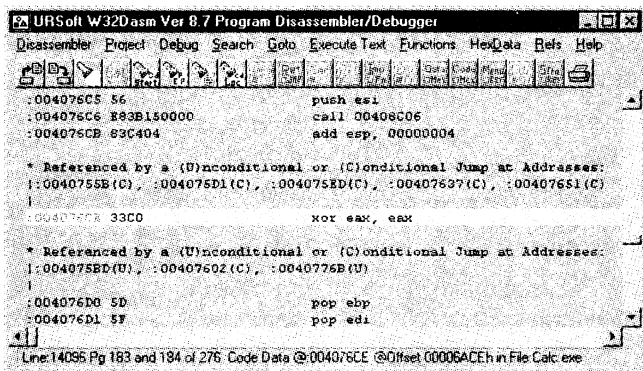 URSoft W32Dasm Ver 8.7 Program Disassembler/Debugger
Disassembler Project Debug Search Goto Execute Text Functions HexData Refs Help
:004076C5 56 push esi
:004076C6 E83B150000 call 00408C06
:004076CB 83C404 add esp, 00000004
* Referenced by a (U)nconditional or (C)onditional Jump at Addresses:
|:0040755B(C), :004075D1(C), :004075ED(C), :00407637(C), :00407651(C)
|
:004076CE 33C0 xor eax, eax
* Referenced by a (U)nconditional or (C)onditional Jump at Addresses:
|:004075BD(U), :00407602(C), :0040776B(U)
|
:004076D0 5D pop ebp
:004076D1 5F pop edi
Line:14095 Pg 183 and 184 of 276 Code Data @:004076CE @Offset 00006ACEh in File:Calc.exe